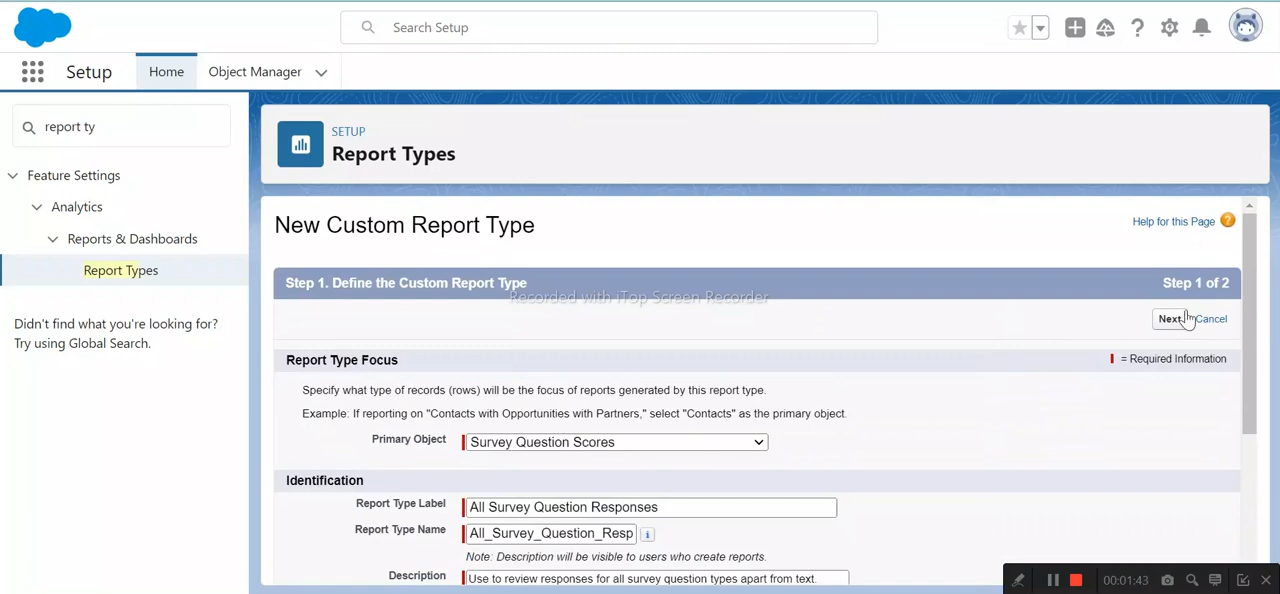 Search Setup
Setup
Home
Object Manager
report ty
Feature Settings
Analytics
Reports & Dashboards
Report Types
Didn't find what you're looking for?
Try using Global Search.
SETUP
Report Types
New Custom Report Type
Help for this Page
Step 1. Define the Custom Report Type
Step 1 of 2
Recorded with iTop Screen Recorder
Next
Cancel
Report Type Focus
= Required Information
Specify what type of records (rows) will be the focus of reports generated by this report type.
Example: If reporting on "Contacts with Opportunities with Partners," select "Contacts" as the primary object.
Primary Object
Survey Question Scores
Identification
Report Type Label
All Survey Question Responses
Report Type Name
All_Survey_Question_Resp
Note: Description will be visible to users who create reports.
Description
Use to review responses for all survey question types apart from text.
00:01:43